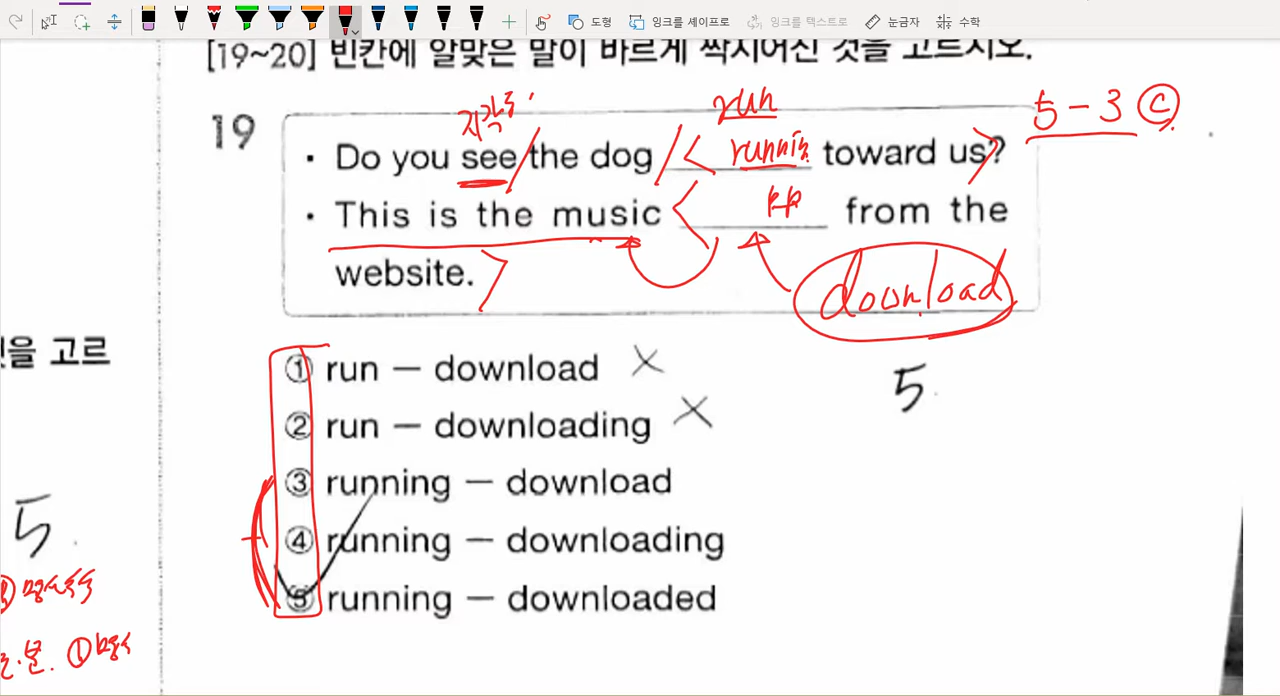 도형 잉크를 셰이프로 잉크를 텍스트로 눈금자 수학
[19~20] 빈칸에 알맞은 말이 바르게 짝지어진 것을 고르시오.
19
지각동
run
5-3 ⓒ
· Do you see / the dog / < runnin toward us? >
· This is the music < pp from the
website. >
download
을 고르
① run – download ×
② run – downloading ×
5
③ running – download
④ running – downloading
5.
⑤ running – downloaded